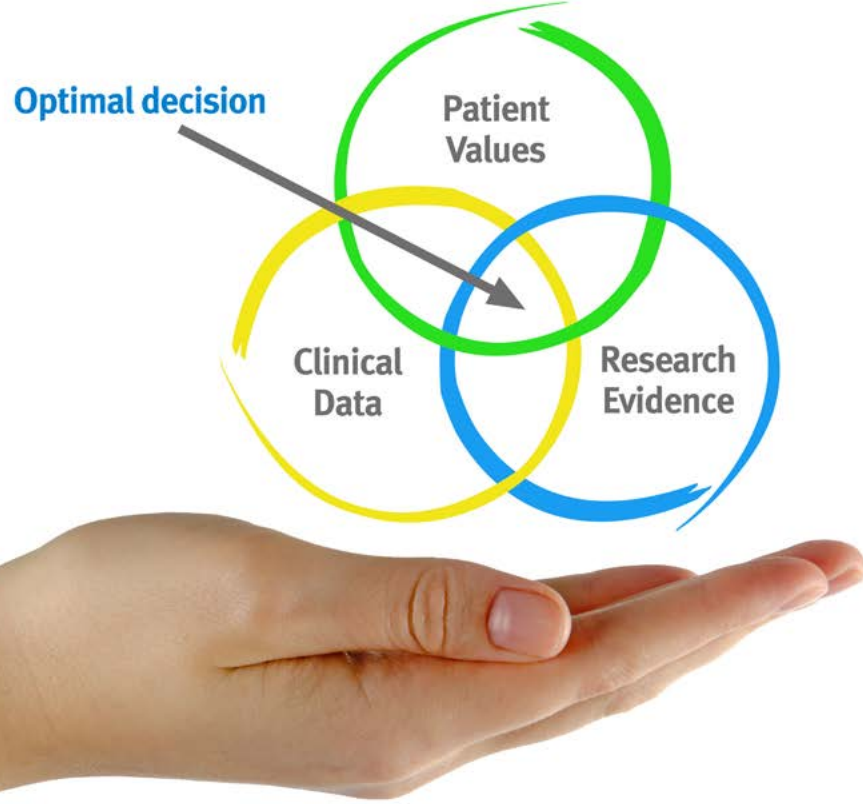 Optimal decision
Patient
Values
Clinical
Data
Research
Evidence